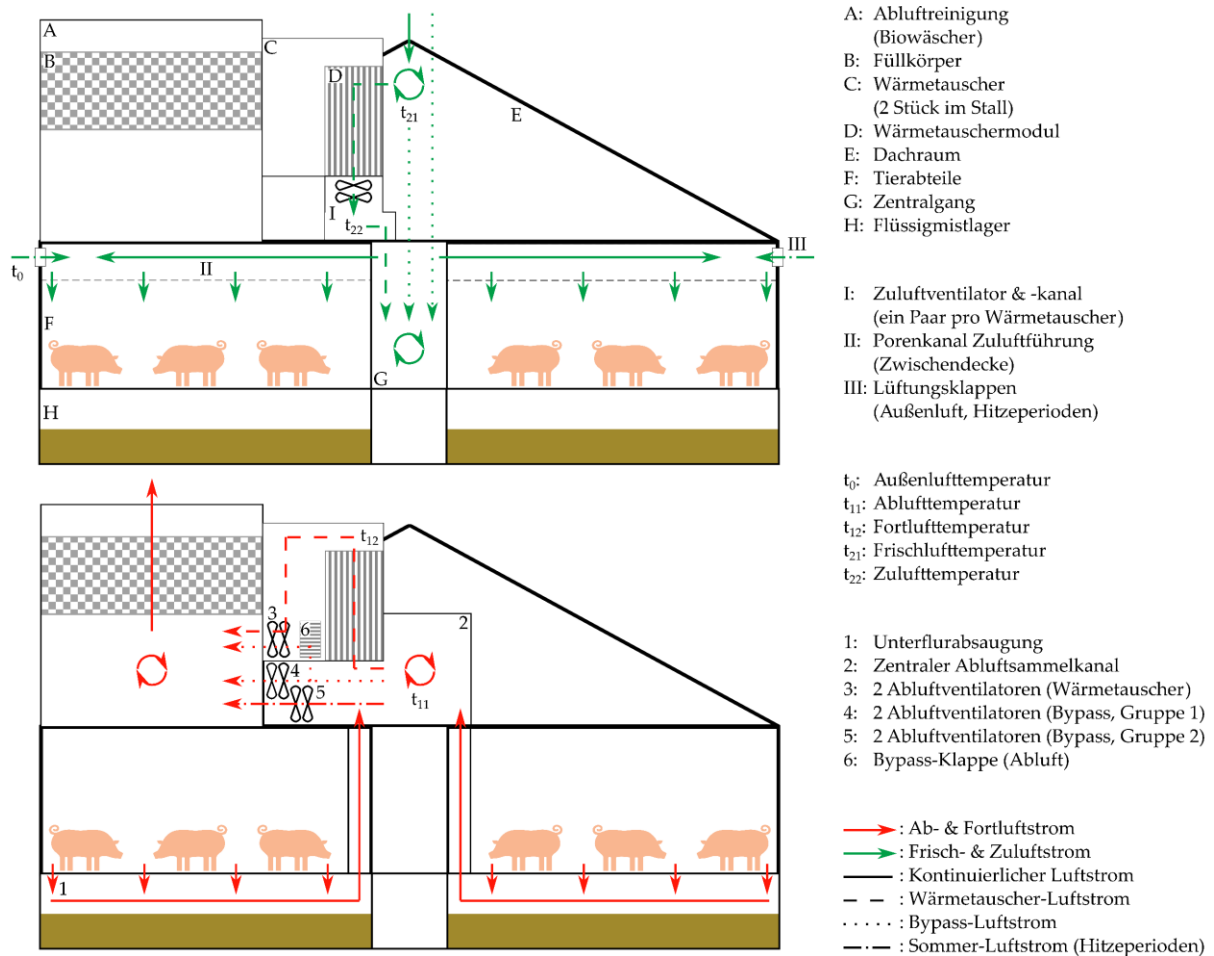 A
B
C
D
t₂₁
E
I
t₂₂
t₀
II
III
F
G
H
A: Abluftreinigung
(Biowäscher)
B: Füllkörper
C: Wärmetauscher
(2 Stück im Stall)
D: Wärmetauschermodul
E: Dachraum
F: Tierabteile
G: Zentralgang
H: Flüssigmistlager
I: Zuluftventilator & -kanal
(ein Paar pro Wärmetauscher)
II: Porenkanal Zuluftführung
(Zwischendecke)
III: Lüftungsklappen
(Außenluft, Hitzeperioden)
t₀: Außenlufttemperatur
t₁₁: Ablufttemperatur
t₁₂: Fortlufttemperatur
t₂₁: Frischlufttemperatur
t₂₂: Zulufttemperatur
t₁₂
3
6
2
4
5
t₁₁
1
1: Unterflurabsaugung
2: Zentraler Abluftsammelkanal
3: 2 Abluftventilatoren (Wärmetauscher)
4: 2 Abluftventilatoren (Bypass, Gruppe 1)
5: 2 Abluftventilatoren (Bypass, Gruppe 2)
6: Bypass-Klappe (Abluft)
: Ab- & Fortluftstrom
: Frisch- & Zuluftstrom
: Kontinuierlicher Luftstrom
: Wärmetauscher-Luftstrom
: Bypass-Luftstrom
: Sommer-Luftstrom (Hitzeperioden)